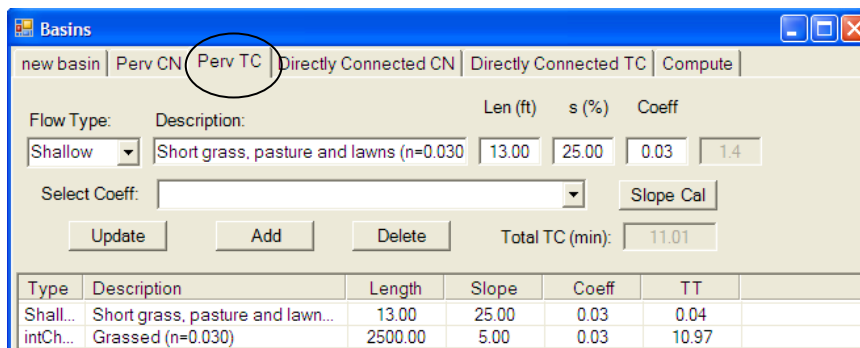 Basins
new basin Perv CN Perv TC Directly Connected CN Directly Connected TC Compute
Len (ft) s (%) Coeff
Flow Type: Description:
Shallow Short grass, pasture and lawns (n=0.030 13.00 25.00 0.03 1.4
Select Coeff: Slope Cal
Update Add Delete Total TC (min): 11.01
Type Description Length Slope Coeff TT
Shall... Short grass, pasture and lawn... 13.00 25.00 0.03 0.04
intCh... Grassed (n=0.030) 2500.00 5.00 0.03 10.97